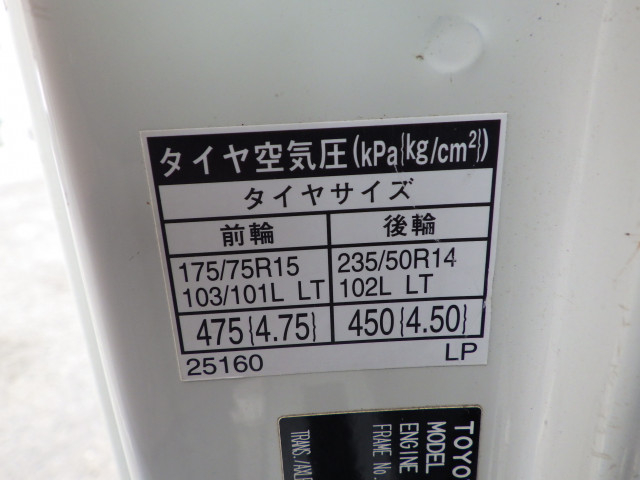 タイヤ空気圧(kPa{kg/cm²})
タイヤサイズ
前輪 後輪
175/75R15 235/50R14
103/101L LT 102L LT
475{4.75} 450{4.50}
25160 LP
TOYO
MODEL
ENGINE
FRAME No.
TRANS./AXL